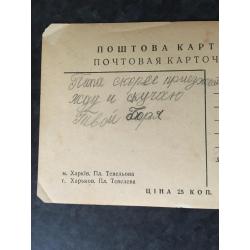 ПОШТОВА КАРТ
ПОЧТОВАЯ КАРТОЧ
Папа скорее приезжай
жду и скучаю
Твой Боря
м. Харків. Пл. Тевельова
г. Харьков. Пл. Тевелева
ЦІНА 25 КОП.